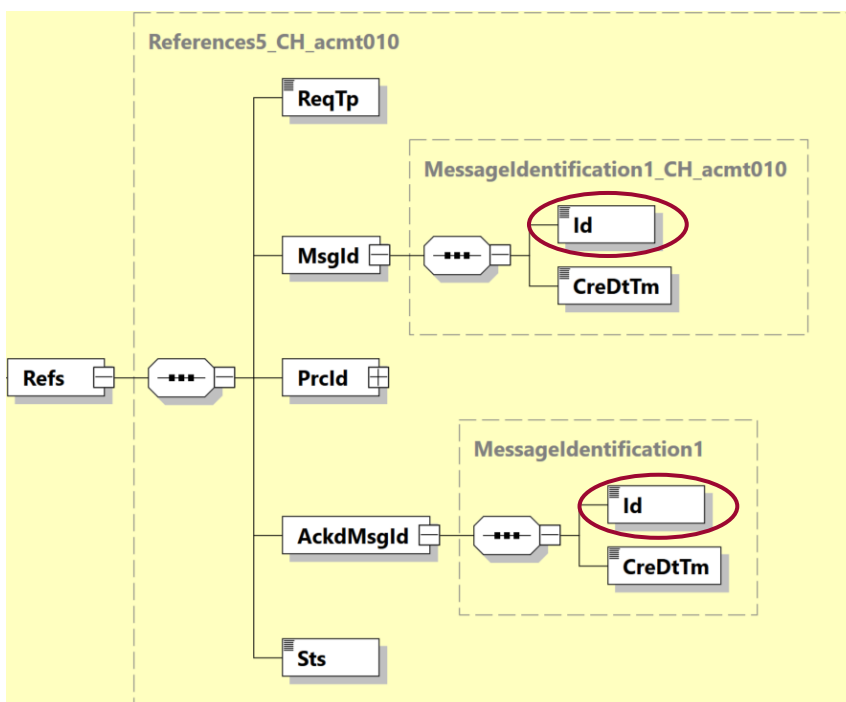 References5_CH_acmt010
ReqTp
MessageIdentification1_CH_acmt010
Id
MsgId
CreDtTm
Refs
PrcId
MessageIdentification1
Id
AckdMsgId
CreDtTm
Sts